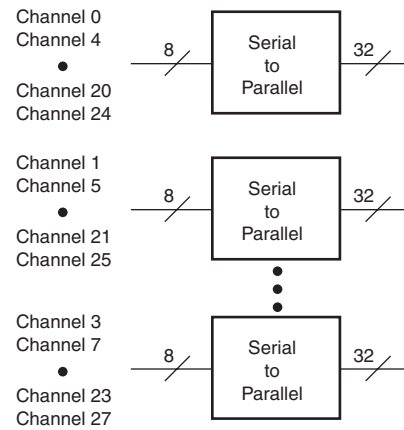 Channel 0
Channel 4
8
Serial
to
Parallel
32
Channel 20
Channel 24
Channel 1
Channel 5
8
Serial
to
Parallel
32
Channel 21
Channel 25
Channel 3
Channel 7
8
Serial
to
Parallel
32
Channel 23
Channel 27